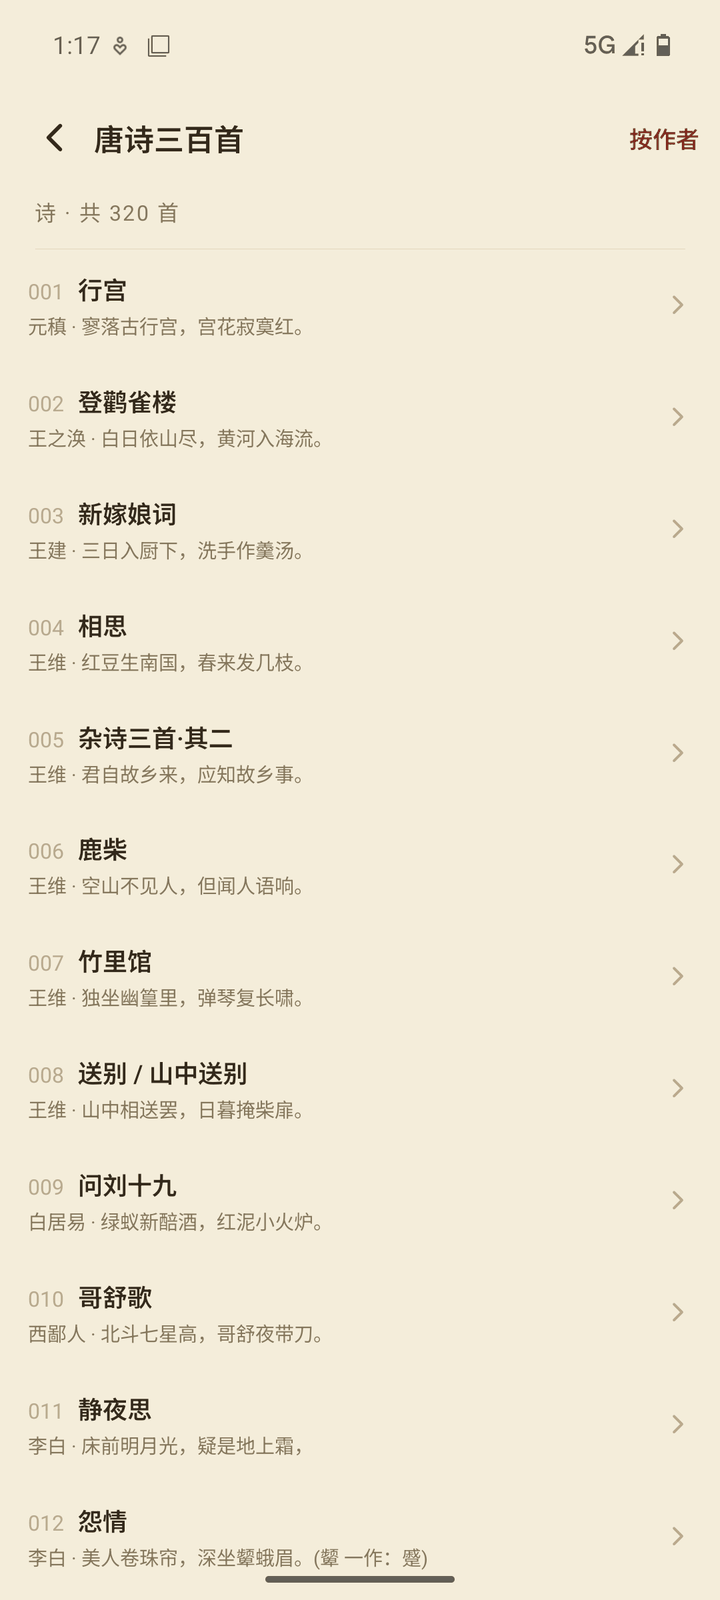 1:17
5G
唐诗三百首
按作者
诗 · 共 320 首
001 行宫
元稹 · 寥落古行宫，宫花寂寞红。
002 登鹳雀楼
王之涣 · 白日依山尽，黄河入海流。
003 新嫁娘词
王建 · 三日入厨下，洗手作羹汤。
004 相思
王维 · 红豆生南国，春来发几枝。
005 杂诗三首·其二
王维 · 君自故乡来，应知故乡事。
006 鹿柴
王维 · 空山不见人，但闻人语响。
007 竹里馆
王维 · 独坐幽篁里，弹琴复长啸。
008 送别 / 山中送别
王维 · 山中相送罢，日暮掩柴扉。
009 问刘十九
白居易 · 绿蚁新醅酒，红泥小火炉。
010 哥舒歌
西鄙人 · 北斗七星高，哥舒夜带刀。
011 静夜思
李白 · 床前明月光，疑是地上霜，
012 怨情
李白 · 美人卷珠帘，深坐颦蛾眉。(颦 一作：蹙)